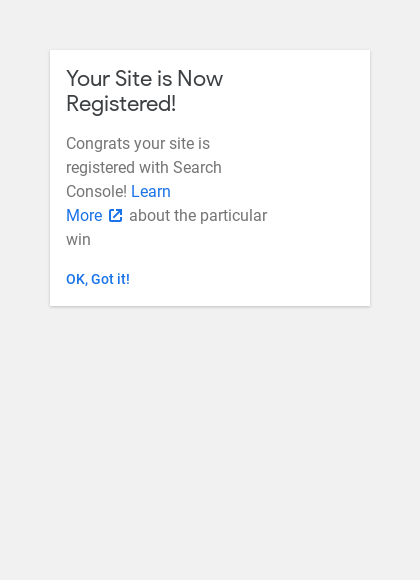 Your Site is Now
Registered!
Congrats your site is
registered with Search
Console! Learn
More about the particular
win
OK, Got it!